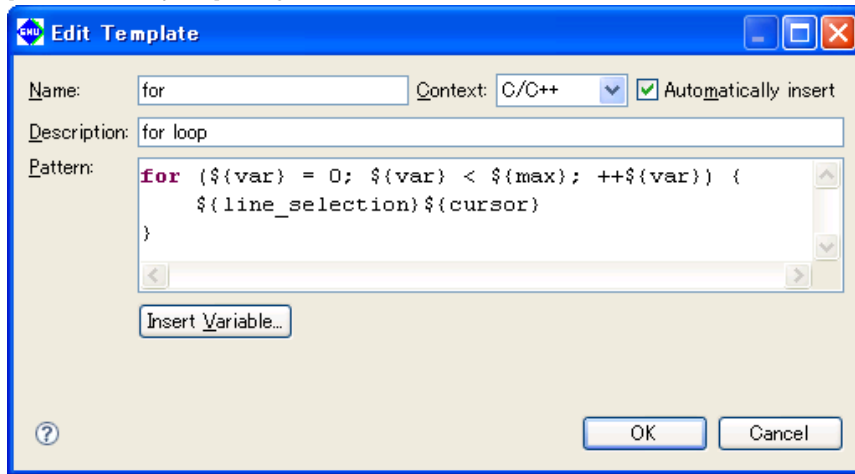 GNU Edit Template
Name: for Context: C/C++ Automatically insert
Description: for loop
Pattern: for (${var} = 0; ${var} < ${max}; ++${var}) {
${line_selection}${cursor}
}
Insert Variable...
? OK Cancel